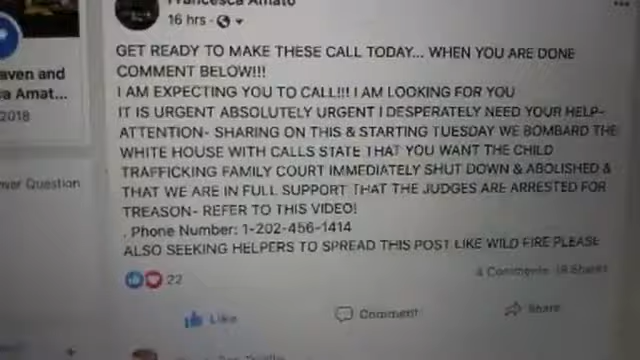 Francesca Amato
16 hrs ·
GET READY TO MAKE THESE CALL TODAY... WHEN YOU ARE DONE
COMMENT BELOW!!!
I AM EXPECTING YOU TO CALL!!! I AM LOOKING FOR YOU
IT IS URGENT ABSOLUTELY URGENT I DESPERATELY NEED YOUR HELP-
ATTENTION- SHARING ON THIS & STARTING TUESDAY WE BOMBARD THE
WHITE HOUSE WITH CALLS STATE THAT YOU WANT THE CHILD
TRAFFICKING FAMILY COURT IMMEDIATELY SHUT DOWN & ABOLISHED &
THAT WE ARE IN FULL SUPPORT THAT THE JUDGES ARE ARRESTED FOR
TREASON- REFER TO THIS VIDEO!
. Phone Number: 1-202-456-1414
ALSO SEEKING HELPERS TO SPREAD THIS POST LIKE WILD FIRE PLEASE
22
4 Comments 18 Shares
Like Comment Share
aven and
a Amat...
2018
wer Question